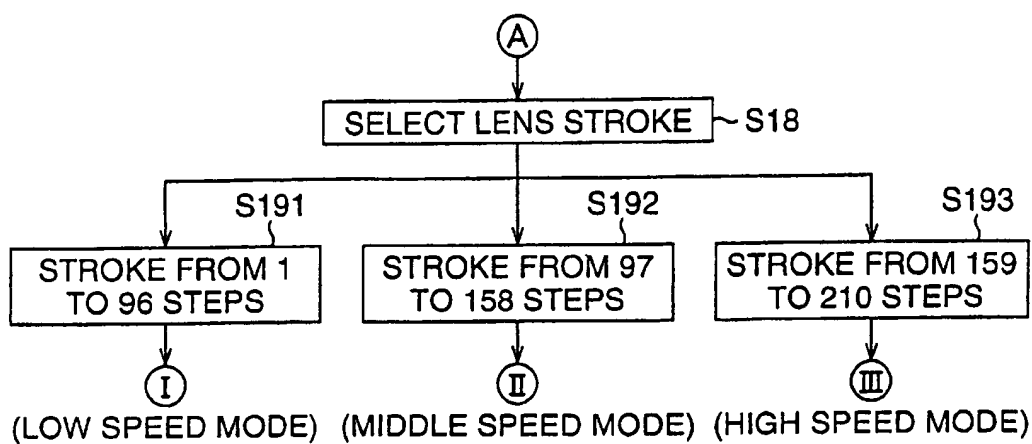 A
SELECT LENS STROKE
S18
S191
S192
S193
STROKE FROM 1
TO 96 STEPS
STROKE FROM 97
TO 158 STEPS
STROKE FROM 159
TO 210 STEPS
I
II
III
(LOW SPEED MODE)
(MIDDLE SPEED MODE)
(HIGH SPEED MODE)